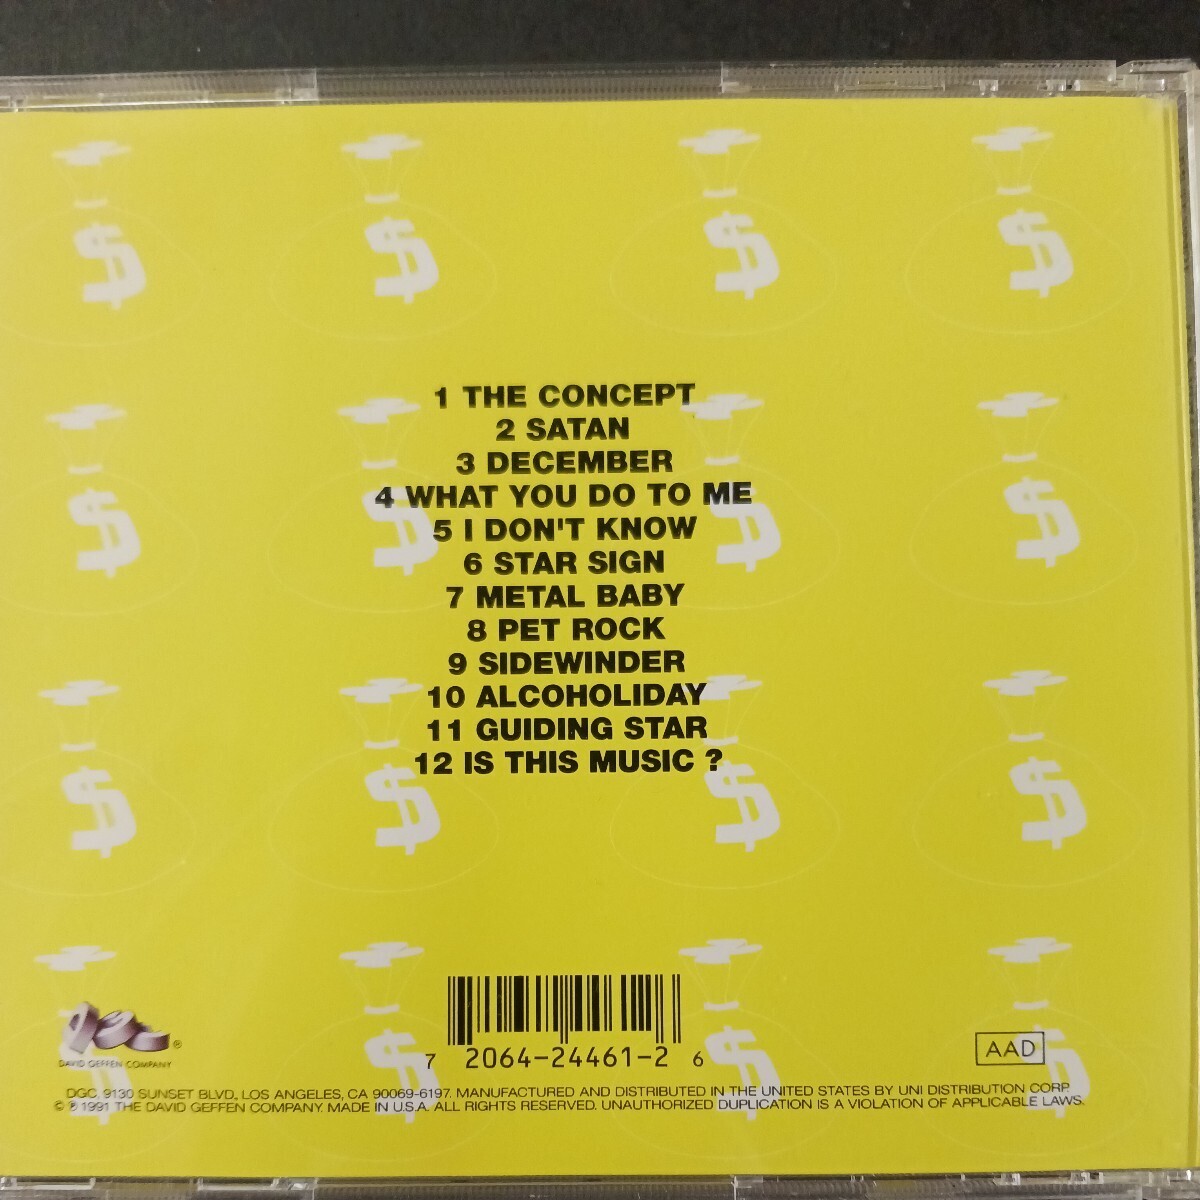 1 THE CONCEPT
2 SATAN
3 DECEMBER
4 WHAT YOU DO TO ME
5 I DON'T KNOW
6 STAR SIGN
7 METAL BABY
8 PET ROCK
9 SIDEWINDER
10 ALCOHOLIDAY
11 GUIDING STAR
12 IS THIS MUSIC ?
$ $ $ $
$ $ $ $
$ $ $ $
$ $ $ $
DGC ®
DAVID GEFFEN COMPANY
7 2064-24461-2 6
AAD
DGC, 9130 SUNSET BLVD., LOS ANGELES, CA 90069-6197. MANUFACTURED AND DISTRIBUTED IN THE UNITED STATES BY UNI DISTRIBUTION CORP.
© ℗ 1991 THE DAVID GEFFEN COMPANY. MADE IN U.S.A. ALL RIGHTS RESERVED. UNAUTHORIZED DUPLICATION IS A VIOLATION OF APPLICABLE LAWS.